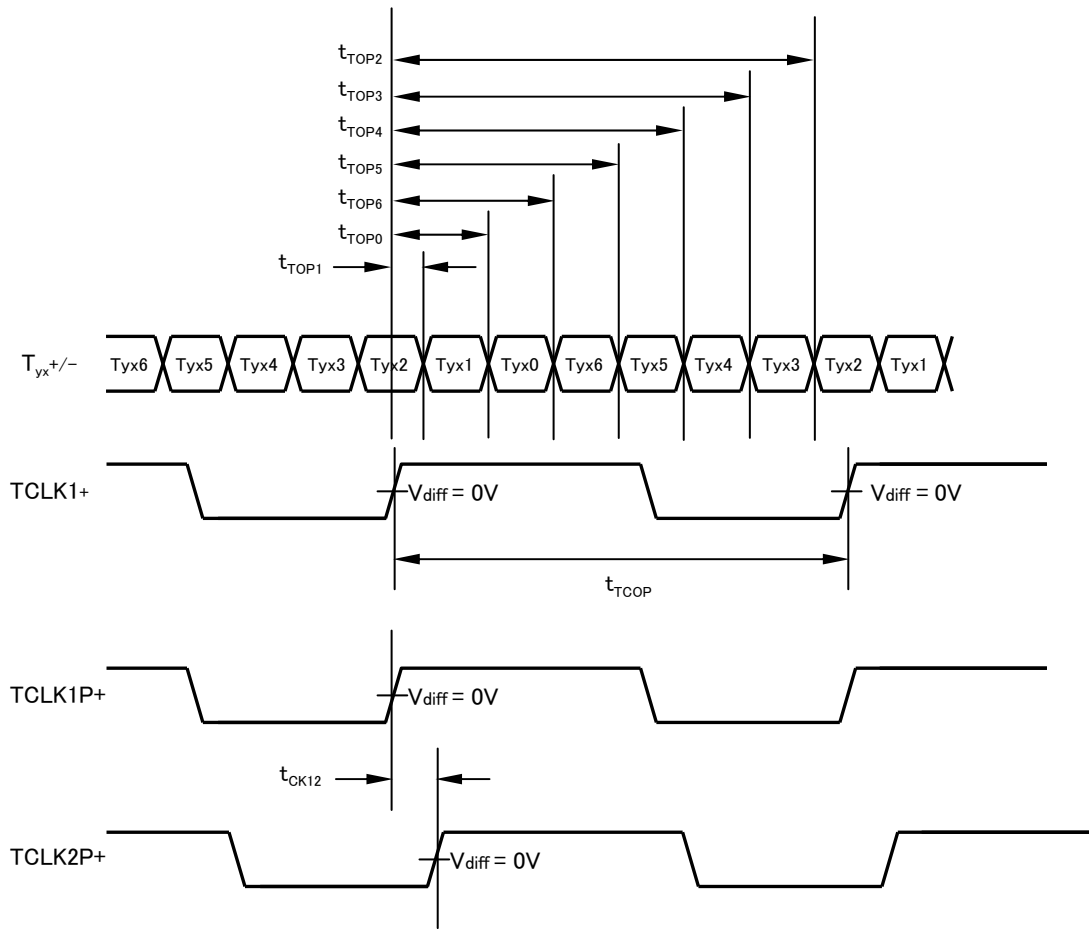 tTOP2
tTOP3
tTOP4
tTOP5
tTOP6
tTOP0
tTOP1
Tyx+/-
Tyx6 Tyx5 Tyx4 Tyx3 Tyx2 Tyx1 Tyx0 Tyx6 Tyx5 Tyx4 Tyx3 Tyx2 Tyx1
TCLK1+
Vdiff = 0V
Vdiff = 0V
tTCOP
TCLK1P+
Vdiff = 0V
tCK12
TCLK2P+
Vdiff = 0V